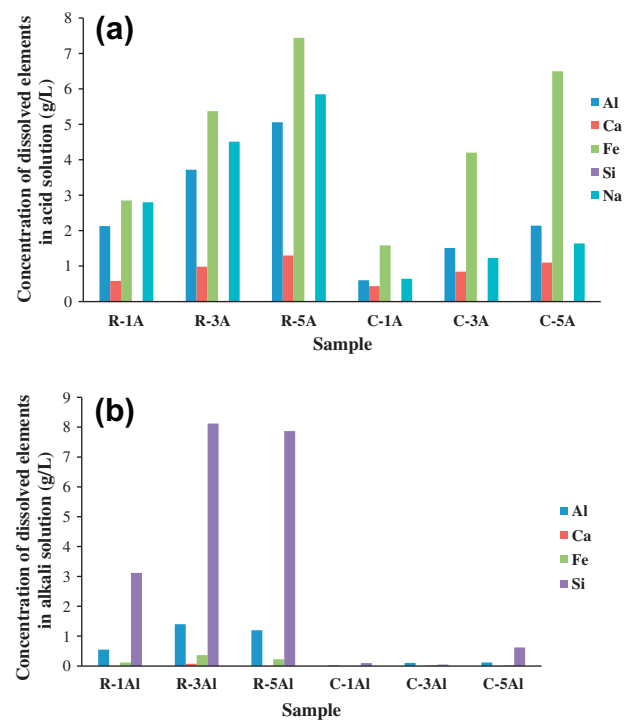 (a)
Concentration of dissolved elements
in acid solution (g/L)
8
7
6
5
4
3
2
1
0
R-1A R-3A R-5A C-1A C-3A C-5A
Sample
Al
Ca
Fe
Si
Na
(b)
Concentration of dissolved elements
in alkali solution (g/L)
9
8
7
6
5
4
3
2
1
0
R-1Al R-3Al R-5Al C-1Al C-3Al C-5Al
Sample
Al
Ca
Fe
Si